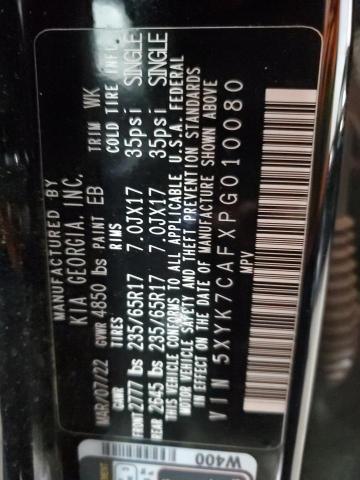 MANUFACTURED BY
KIA GEORGIA, INC.
MAR/07/22 GVWR 4850 lbs PAINT EB TRIM WK
GAWR TIRES RIMS COLD TIRE INFL
FRONT 2777 lbs 235/65R17 7.0JX17 35psi SINGLE
REAR 2645 lbs 235/65R17 7.0JX17 35psi SINGLE
THIS VEHICLE CONFORMS TO ALL APPLICABLE U.S.A. FEDERAL
MOTOR VEHICLE SAFETY AND THEFT PREVENTION STANDARDS
IN EFFECT ON THE DATE OF MANUFACTURE SHOWN ABOVE
VIN 5XYK7CAFXPG010080
MPV
W400